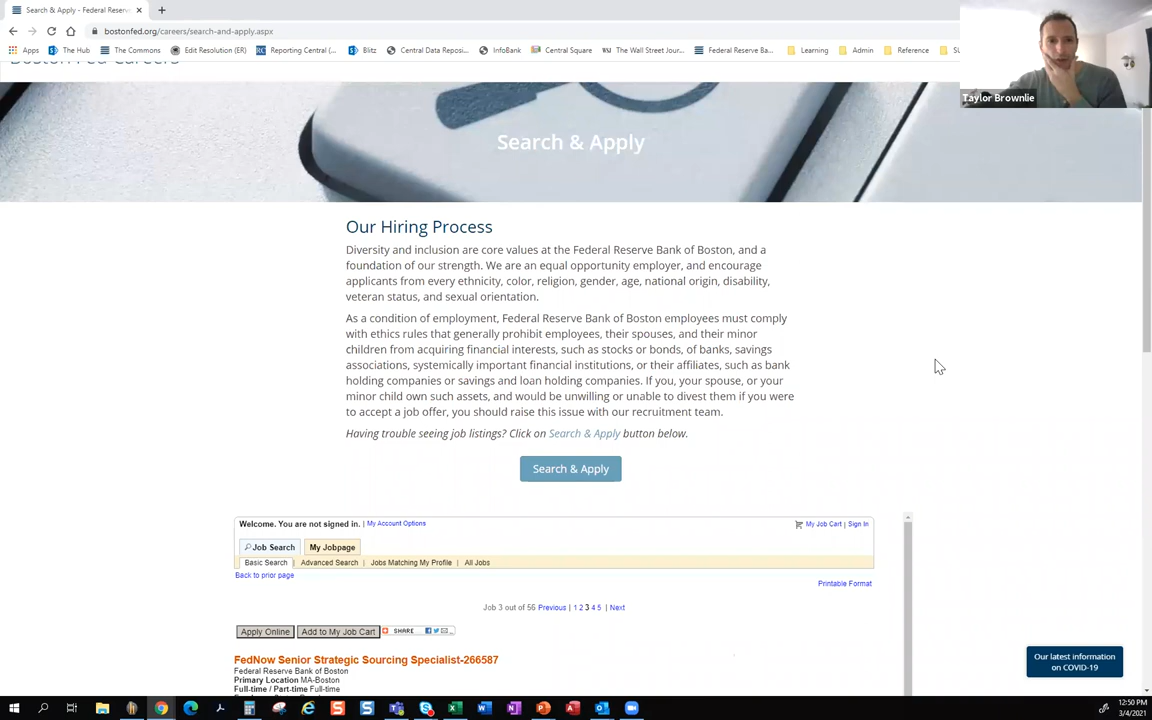 Search & Apply - Federal Reserv
bostonfed.org/careers/search-and-apply.aspx
Apps
The Hub
The Commons
Edit Resolution (ER)
Reporting Central (...
Blitz
Central Data Reposi...
InfoBank
Central Square
The Wall Street Jour...
Federal Reserve Ba...
Learning
Admin
Reference
Boston Fed Careers
Taylor Brownlie
Search & Apply
Our Hiring Process
Diversity and inclusion are core values at the Federal Reserve Bank of Boston, and a
foundation of our strength. We are an equal opportunity employer, and encourage
applicants from every ethnicity, color, religion, gender, age, national origin, disability,
veteran status, and sexual orientation.
As a condition of employment, Federal Reserve Bank of Boston employees must comply
with ethics rules that generally prohibit employees, their spouses, and their minor
children from acquiring financial interests, such as stocks or bonds, of banks, savings
associations, systemically important financial institutions, or their affiliates, such as bank
holding companies or savings and loan holding companies. If you, your spouse, or your
minor child own such assets, and would be unwilling or unable to divest them if you were
to accept a job offer, you should raise this issue with our recruitment team.
Having trouble seeing job listings? Click on Search & Apply button below.
Search & Apply
Welcome. You are not signed in. | My Account Options
My Job Cart | Sign In
Job Search
My Jobpage
Basic Search | Advanced Search | Jobs Matching My Profile | All Jobs
Back to prior page
Printable Format
Job 3 out of 56 Previous | 1 2 3 4 5 | Next
Apply Online
Add to My Job Cart
SHARE
FedNow Senior Strategic Sourcing Specialist-266587
Federal Reserve Bank of Boston
Primary Location MA-Boston
Full-time / Part-time Full-time
Our latest information
on COVID-19
12:50 PM
3/4/2021